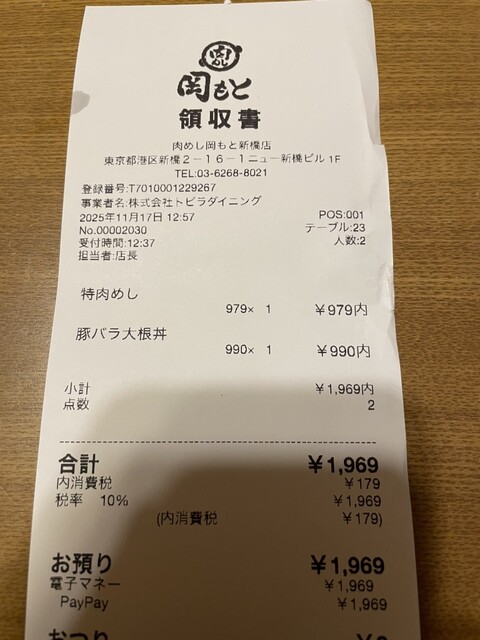 岡もと
領収書
肉めし岡もと新橋店
東京都港区新橋2-16-1ニュー新橋ビル 1F
TEL:03-6268-8021
登録番号:T7010001229267
事業者名:株式会社トビラダイニング
2025年11月17日 12:57 POS:001
No.00002030 テーブル:23
受付時間:12:37 人数:2
担当者:店長
特肉めし
979× 1 ￥979内
豚バラ大根丼
990× 1 ￥990内
小計 ￥1,969内
点数 2
合計 ￥1,969
内消費税 ￥179
税率 10% ￥1,969
(内消費税 ￥179)
お預り ￥1,969
電子マネー ￥1,969
PayPay ￥1,969
おつり ￥0